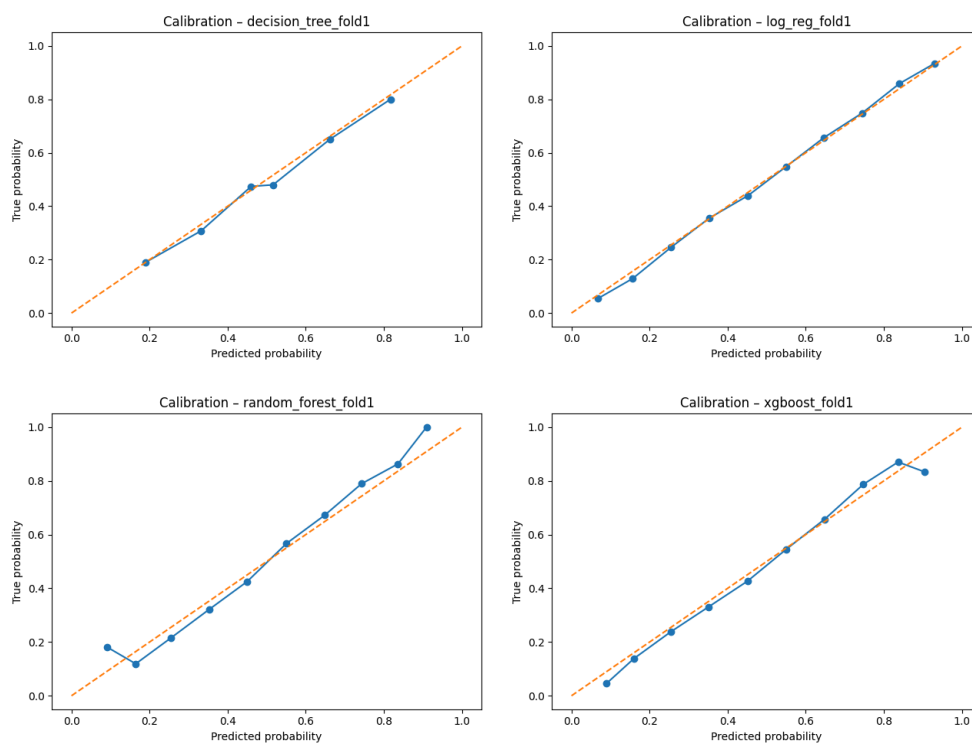 Calibration – decision_tree_fold1
1.0
0.8
0.6
0.4
0.2
0.0
True probability
0.0 0.2 0.4 0.6 0.8 1.0
Predicted probability
Calibration – log_reg_fold1
1.0
0.8
0.6
0.4
0.2
0.0
True probability
0.0 0.2 0.4 0.6 0.8 1.0
Predicted probability
Calibration – random_forest_fold1
1.0
0.8
0.6
0.4
0.2
0.0
True probability
0.0 0.2 0.4 0.6 0.8 1.0
Predicted probability
Calibration – xgboost_fold1
1.0
0.8
0.6
0.4
0.2
0.0
True probability
0.0 0.2 0.4 0.6 0.8 1.0
Predicted probability